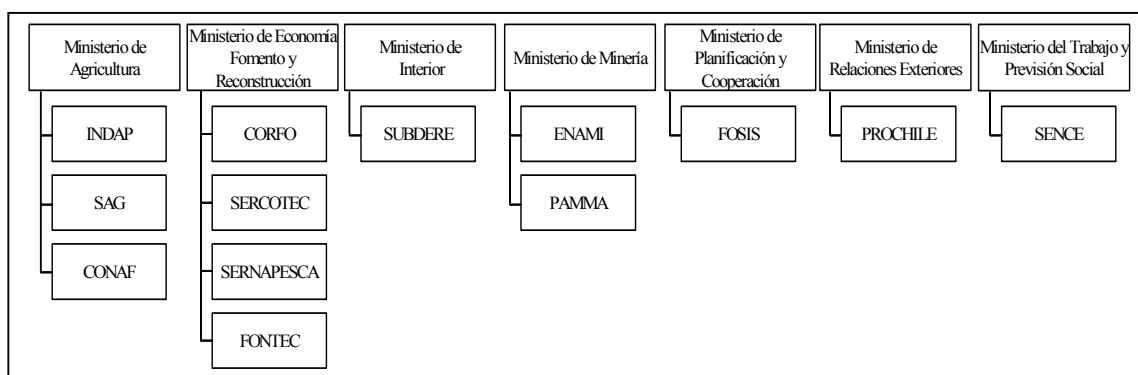 Ministerio de
Agricultura
INDAP
SAG
CONAF
Ministerio de Economía
Fomento y
Reconstrucción
CORFO
SERCOTEC
SERNAPESCA
FONTEC
Ministerio de
Interior
SUBDERE
Ministerio de Minería
ENAMI
PAMMA
Ministerio de
Planificación y
Cooperación
FOSIS
Ministerio de
Relaciones Exteriores
PROCHILE
Ministerio del Trabajo y
Previsión Social
SENCE